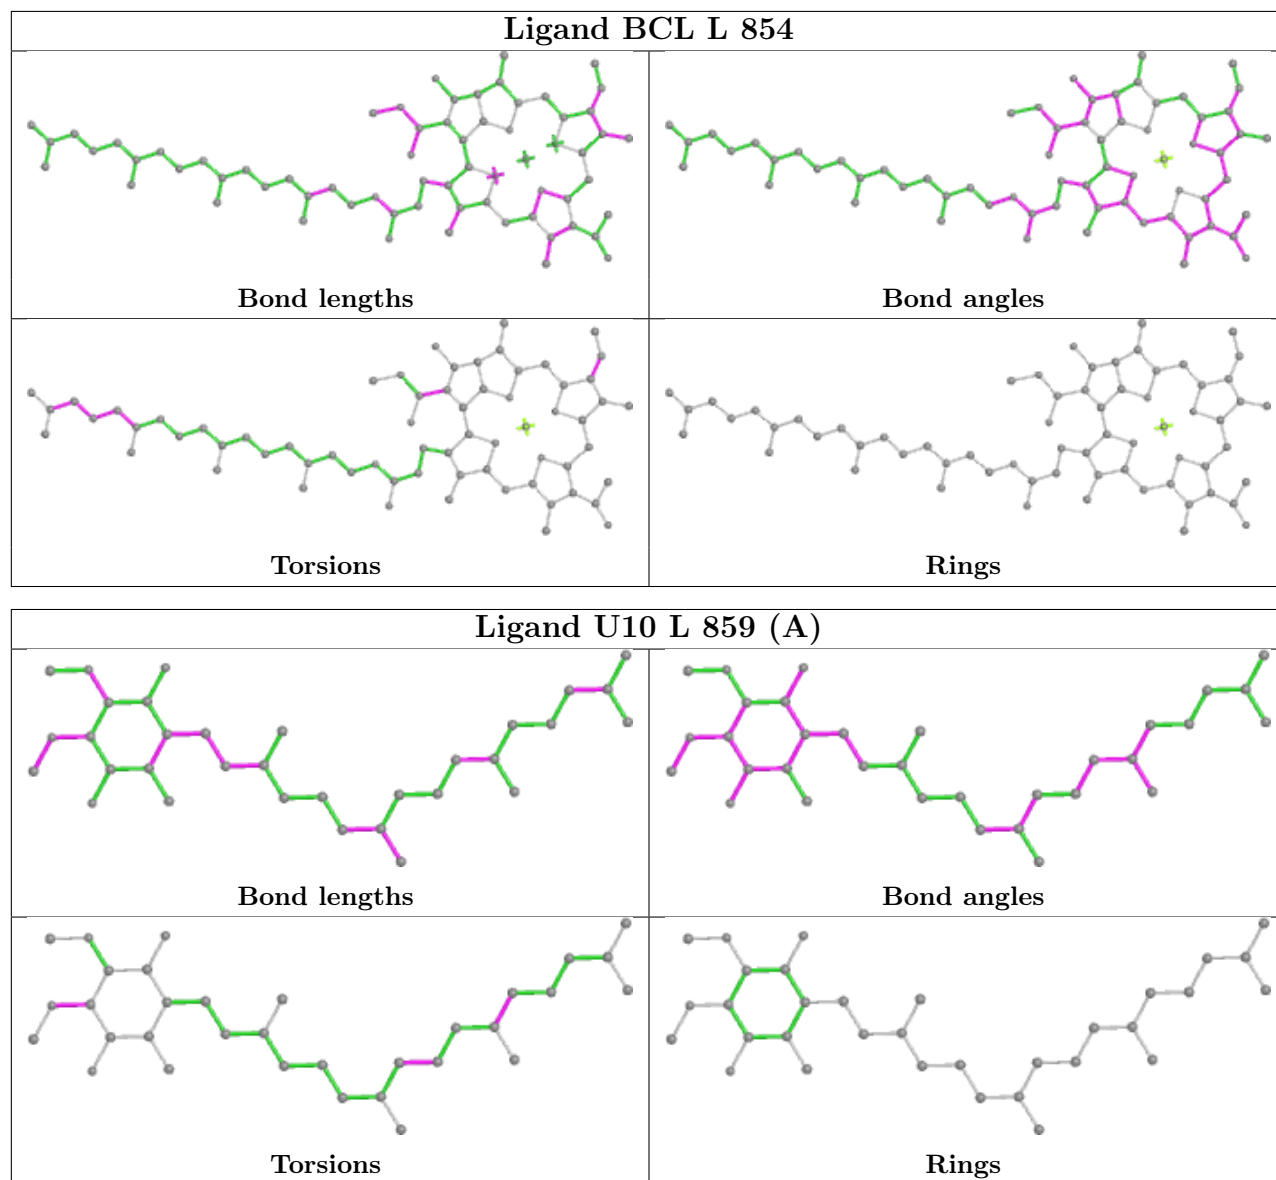 Ligand BCL L 854
Bond lengths
Bond angles
Torsions
Rings
Ligand U10 L 859 (A)
Bond lengths
Bond angles
Torsions
Rings